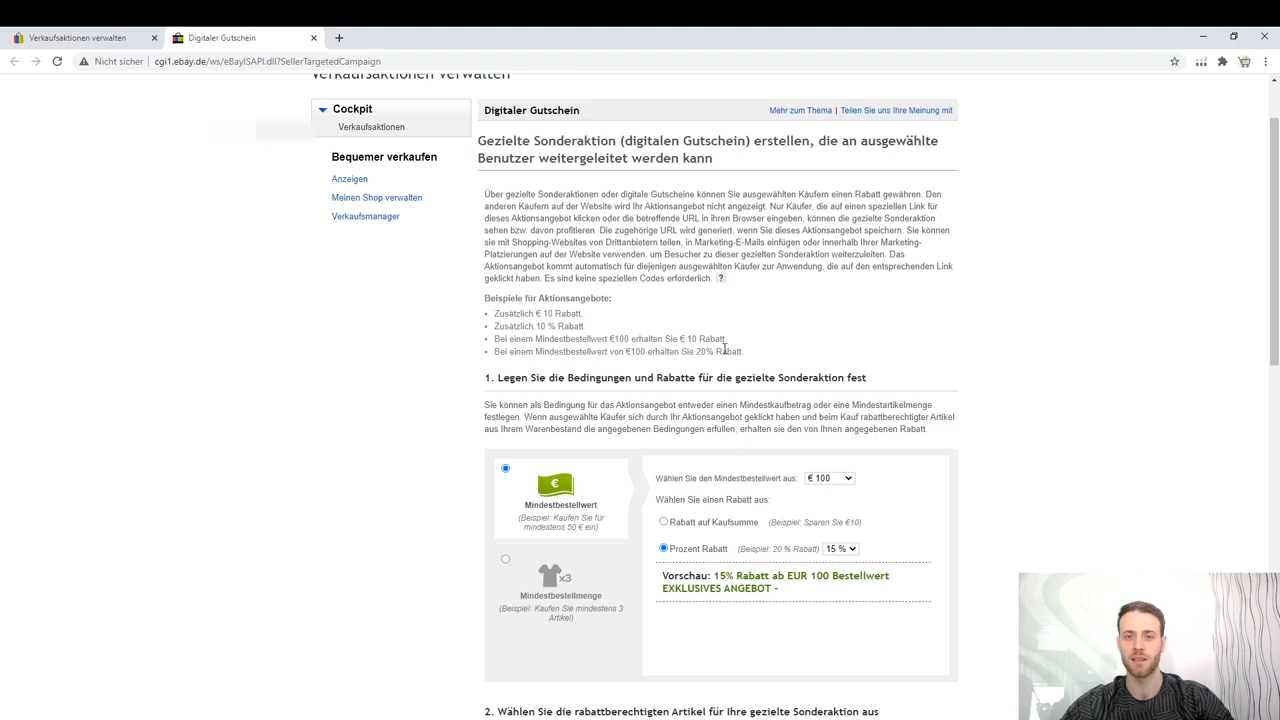 Verkaufsaktionen verwalten
Digitaler Gutschein
Nicht sicher
cgi1.ebay.de/ws/eBayISAPI.dll?SellerTargetedCampaign
Verkaufsaktionen verwalten
Cockpit
Verkaufsaktionen
Bequemer verkaufen
Anzeigen
Meinen Shop verwalten
Verkaufsmanager
Digitaler Gutschein
Mehr zum Thema | Teilen Sie uns Ihre Meinung mit
Gezielte Sonderaktion (digitalen Gutschein) erstellen, die an ausgewählte
Benutzer weitergeleitet werden kann
Über gezielte Sonderaktionen oder digitale Gutscheine können Sie ausgewählten Käufern einen Rabatt gewähren. Den
anderen Käufern auf der Website wird Ihr Aktionsangebot nicht angezeigt. Nur Käufer, die auf einen speziellen Link für
dieses Aktionsangebot klicken oder die betreffende URL in ihren Browser eingeben, können die gezielte Sonderaktion
sehen bzw. davon profitieren. Die zugehörige URL wird generiert, wenn Sie dieses Aktionsangebot speichern. Sie können
sie mit Shopping-Websites von Drittanbietern teilen, in Marketing-E-Mails einfügen oder innerhalb Ihrer Marketing-
Platzierungen auf der Website verwenden, um Besucher zu dieser gezielten Sonderaktion weiterzuleiten. Das
Aktionsangebot kommt automatisch für diejenigen ausgewählten Käufer zur Anwendung, die auf den entsprechenden Link
geklickt haben. Es sind keine speziellen Codes erforderlich. ?
Beispiele für Aktionsangebote:
• Zusätzlich € 10 Rabatt.
• Zusätzlich 10 % Rabatt
• Bei einem Mindestbestellwert €100 erhalten Sie € 10 Rabatt.
• Bei einem Mindestbestellwert von €100 erhalten Sie 20% Rabatt.
1. Legen Sie die Bedingungen und Rabatte für die gezielte Sonderaktion fest
Sie können als Bedingung für das Aktionsangebot entweder einen Mindestkaufbetrag oder eine Mindestartikelmenge
festlegen. Wenn ausgewählte Käufer sich durch Ihr Aktionsangebot geklickt haben und beim Kauf rabattberechtigter Artikel
aus Ihrem Warenbestand die angegebenen Bedingungen erfüllen, erhalten sie den von Ihnen angegebenen Rabatt.
€
Mindestbestellwert
(Beispiel: Kaufen Sie für
mindestens 50 € ein)
x3
Mindestbestellmenge
(Beispiel: Kaufen Sie mindestens 3
Artikel)
Wählen Sie den Mindestbestellwert aus: € 100
Wählen Sie einen Rabatt aus:
Rabatt auf Kaufsumme (Beispiel: Sparen Sie €10)
Prozent Rabatt (Beispiel: 20 % Rabatt) 15 %
Vorschau: 15% Rabatt ab EUR 100 Bestellwert
EXKLUSIVES ANGEBOT -
2. Wählen Sie die rabattberechtigten Artikel für Ihre gezielte Sonderaktion aus